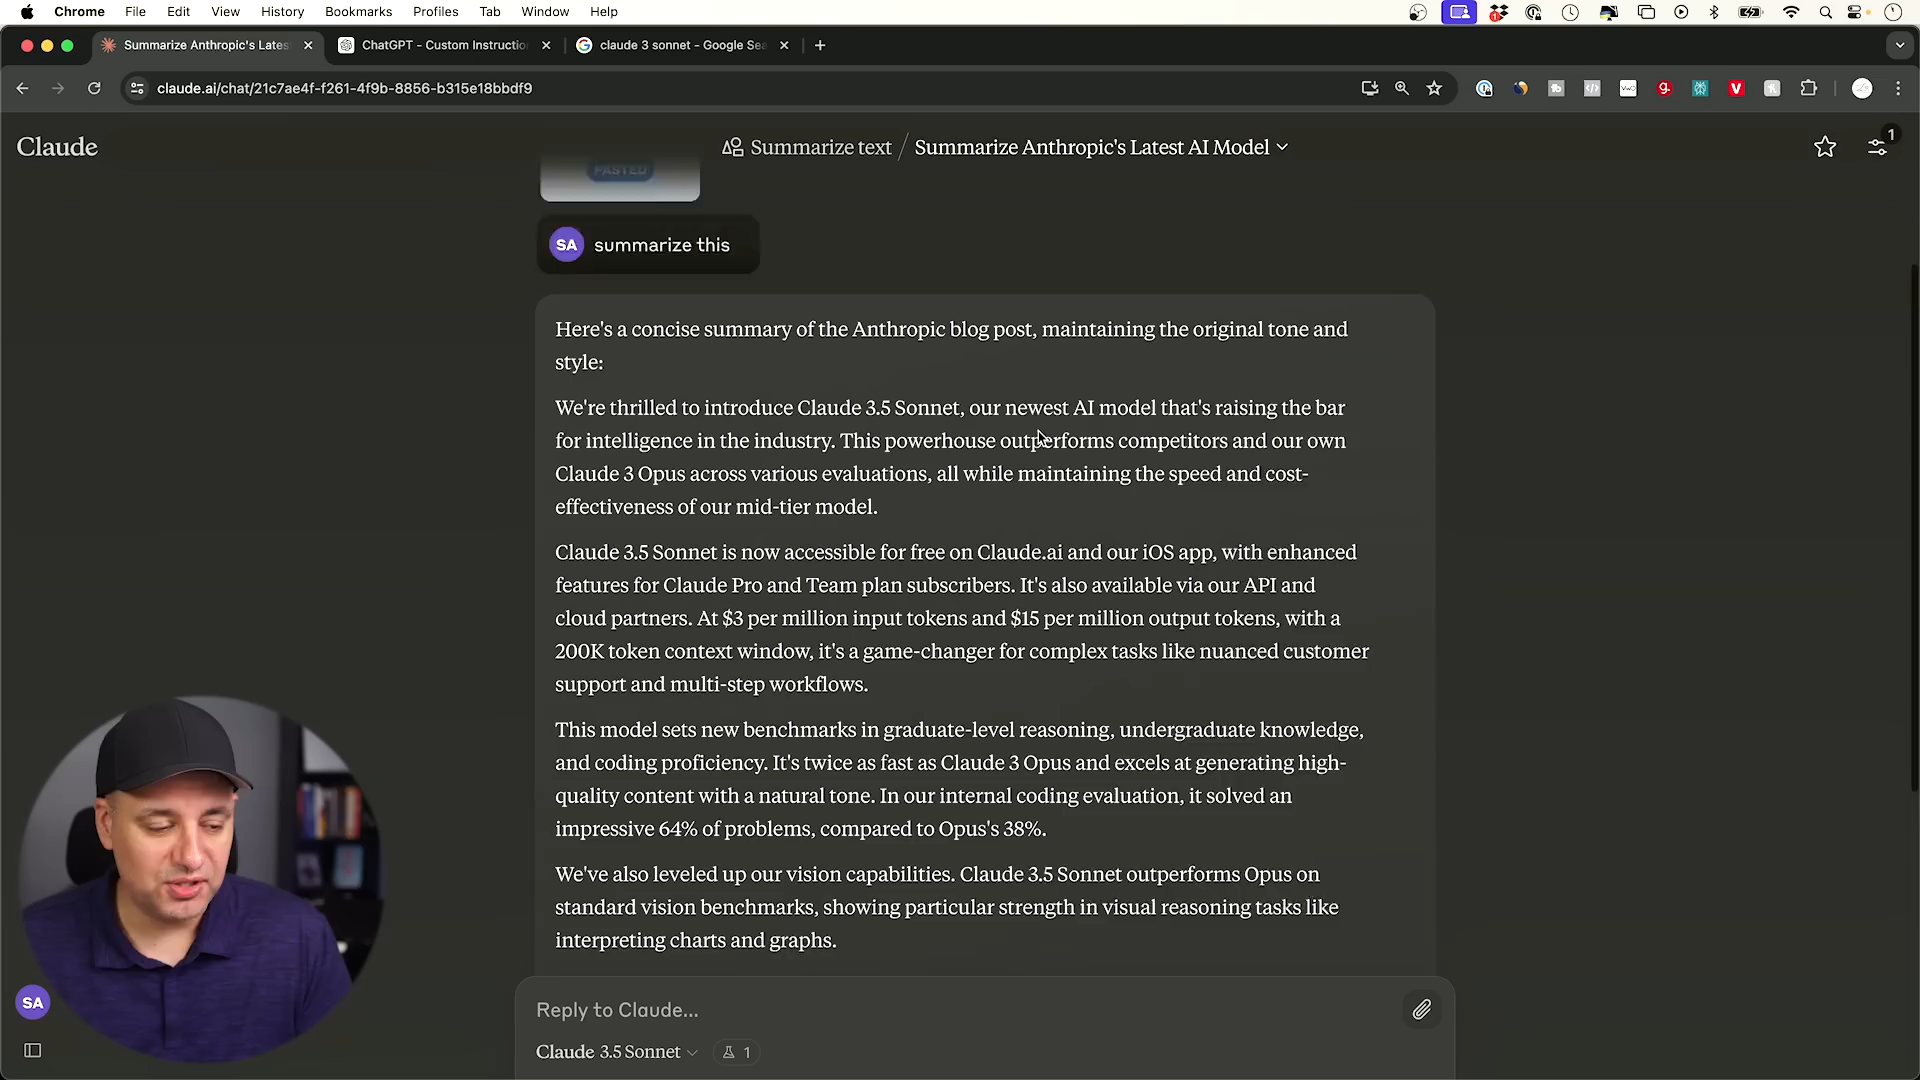 Chrome File Edit View History Bookmarks Profiles Tab Window Help
Summarize Anthropic's Lates ChatGPT - Custom Instructio claude 3 sonnet - Google Sea
claude.ai/chat/21c7ae4f-f261-4f9b-8856-b315e18bbdf9
Claude
Summarize text / Summarize Anthropic's Latest AI Model
1
PASTED
SA summarize this
Here's a concise summary of the Anthropic blog post, maintaining the original tone and
style:
We're thrilled to introduce Claude 3.5 Sonnet, our newest AI model that's raising the bar
for intelligence in the industry. This powerhouse outperforms competitors and our own
Claude 3 Opus across various evaluations, all while maintaining the speed and cost-
effectiveness of our mid-tier model.
Claude 3.5 Sonnet is now accessible for free on Claude.ai and our iOS app, with enhanced
features for Claude Pro and Team plan subscribers. It's also available via our API and
cloud partners. At $3 per million input tokens and $15 per million output tokens, with a
200K token context window, it's a game-changer for complex tasks like nuanced customer
support and multi-step workflows.
This model sets new benchmarks in graduate-level reasoning, undergraduate knowledge,
and coding proficiency. It's twice as fast as Claude 3 Opus and excels at generating high-
quality content with a natural tone. In our internal coding evaluation, it solved an
impressive 64% of problems, compared to Opus's 38%.
We've also leveled up our vision capabilities. Claude 3.5 Sonnet outperforms Opus on
standard vision benchmarks, showing particular strength in visual reasoning tasks like
interpreting charts and graphs.
SA
Reply to Claude...
Claude 3.5 Sonnet 1